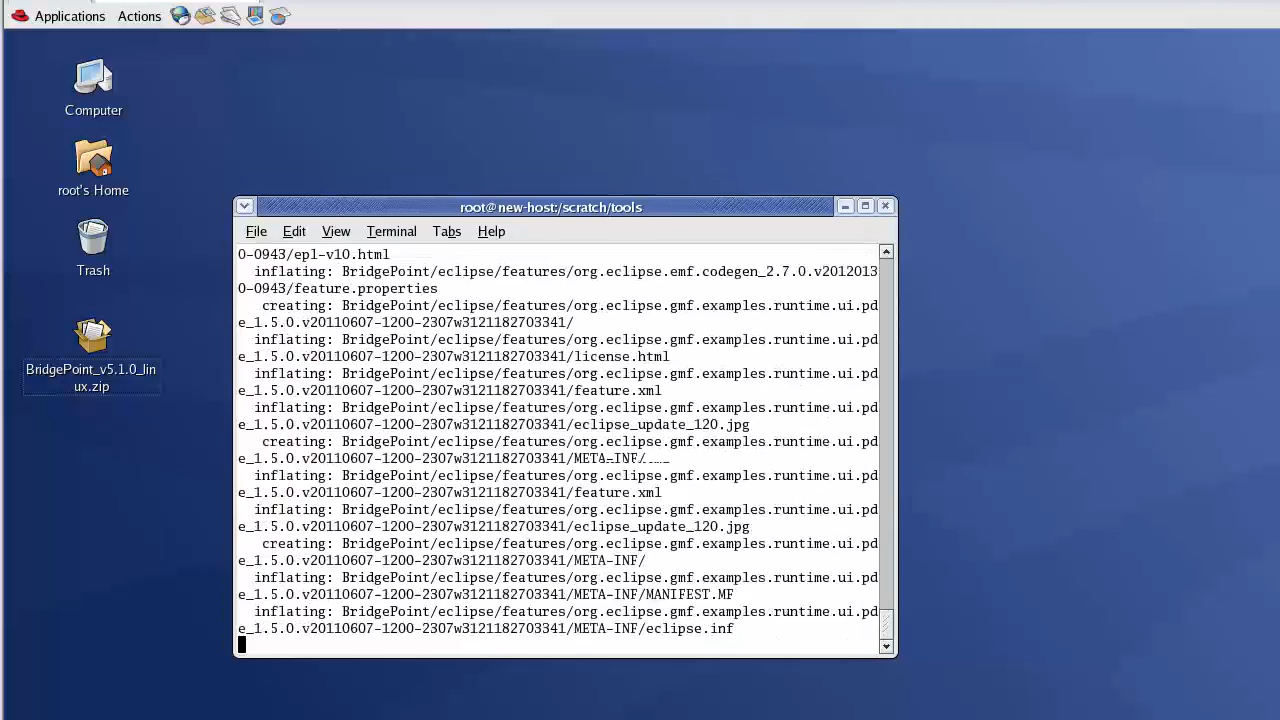 Applications Actions
Computer
root's Home
Trash
BridgePoint_v5.1.0_lin
ux.zip
root@new-host:/scratch/tools
File Edit View Terminal Tabs Help
0-0943/epl-v10.html
  inflating: BridgePoint/eclipse/features/org.eclipse.emf.codegen_2.7.0.v2012013
0-0943/feature.properties
   creating: BridgePoint/eclipse/features/org.eclipse.gmf.examples.runtime.ui.pd
e_1.5.0.v20110607-1200-2307w3121182703341/
  inflating: BridgePoint/eclipse/features/org.eclipse.gmf.examples.runtime.ui.pd
e_1.5.0.v20110607-1200-2307w3121182703341/license.html
  inflating: BridgePoint/eclipse/features/org.eclipse.gmf.examples.runtime.ui.pd
e_1.5.0.v20110607-1200-2307w3121182703341/feature.xml
  inflating: BridgePoint/eclipse/features/org.eclipse.gmf.examples.runtime.ui.pd
e_1.5.0.v20110607-1200-2307w3121182703341/eclipse_update_120.jpg
   creating: BridgePoint/eclipse/features/org.eclipse.gmf.examples.runtime.ui.pd
e_1.5.0.v20110607-1200-2307w3121182703341/META-INF/
  inflating: BridgePoint/eclipse/features/org.eclipse.gmf.examples.runtime.ui.pd
e_1.5.0.v20110607-1200-2307w3121182703341/feature.xml
  inflating: BridgePoint/eclipse/features/org.eclipse.gmf.examples.runtime.ui.pd
e_1.5.0.v20110607-1200-2307w3121182703341/eclipse_update_120.jpg
   creating: BridgePoint/eclipse/features/org.eclipse.gmf.examples.runtime.ui.pd
e_1.5.0.v20110607-1200-2307w3121182703341/META-INF/
  inflating: BridgePoint/eclipse/features/org.eclipse.gmf.examples.runtime.ui.pd
e_1.5.0.v20110607-1200-2307w3121182703341/META-INF/MANIFEST.MF
  inflating: BridgePoint/eclipse/features/org.eclipse.gmf.examples.runtime.ui.pd
e_1.5.0.v20110607-1200-2307w3121182703341/META-INF/eclipse.inf